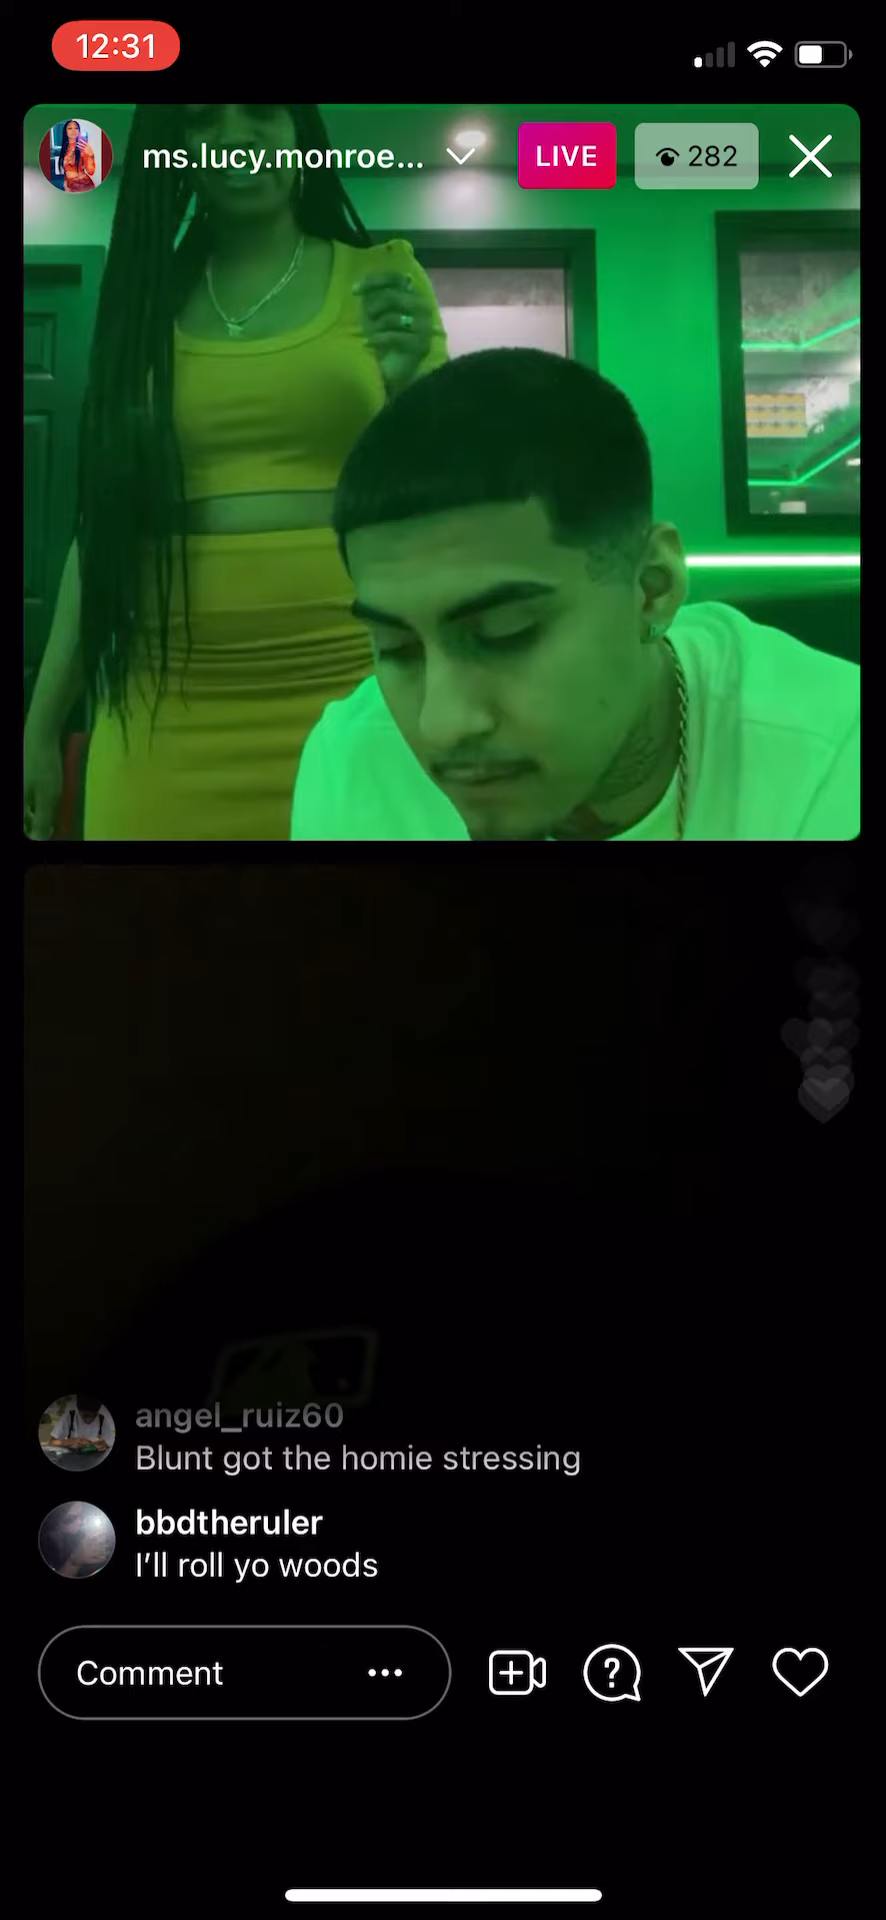 12:31
ms.lucy.monroe...
LIVE
282
angel_ruiz60
Blunt got the homie stressing
bbdtheruler
I'll roll yo woods
Comment